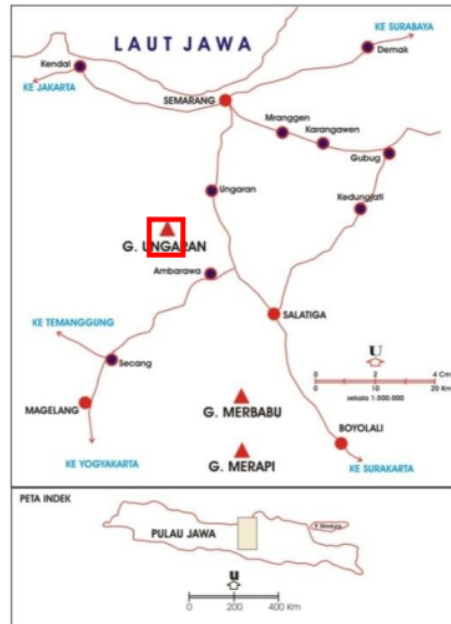 KE SURABAYA
LAUT JAWA
Demak
Kendal
KE JAKARTA
SEMARANG
Mranggen
Karangawen
Gubug
Ungaran
Kedungjati
G. UNGARAN
Ambarawa
KE TEMANGGUNG
SALATIGA
Secang
U
0 2 4 Cm
0 10 20 Km
sekala 1:500.000
MAGELANG
G. MERBABU
BOYOLALI
G. MERAPI
KE YOGYAKARTA
KE SURAKARTA
PETA INDEK
PULAU JAWA
P. Madura
u
0 200 400 Km